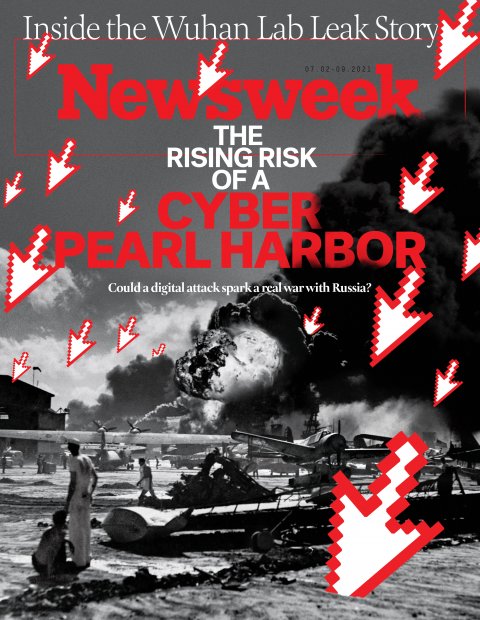 Inside the Wuhan Lab Leak Story
07.02-09.2021
Newsweek
THE
RISING RISK
OF A
CYBER
PEARL HARBOR
Could a digital attack spark a real war with Russia?